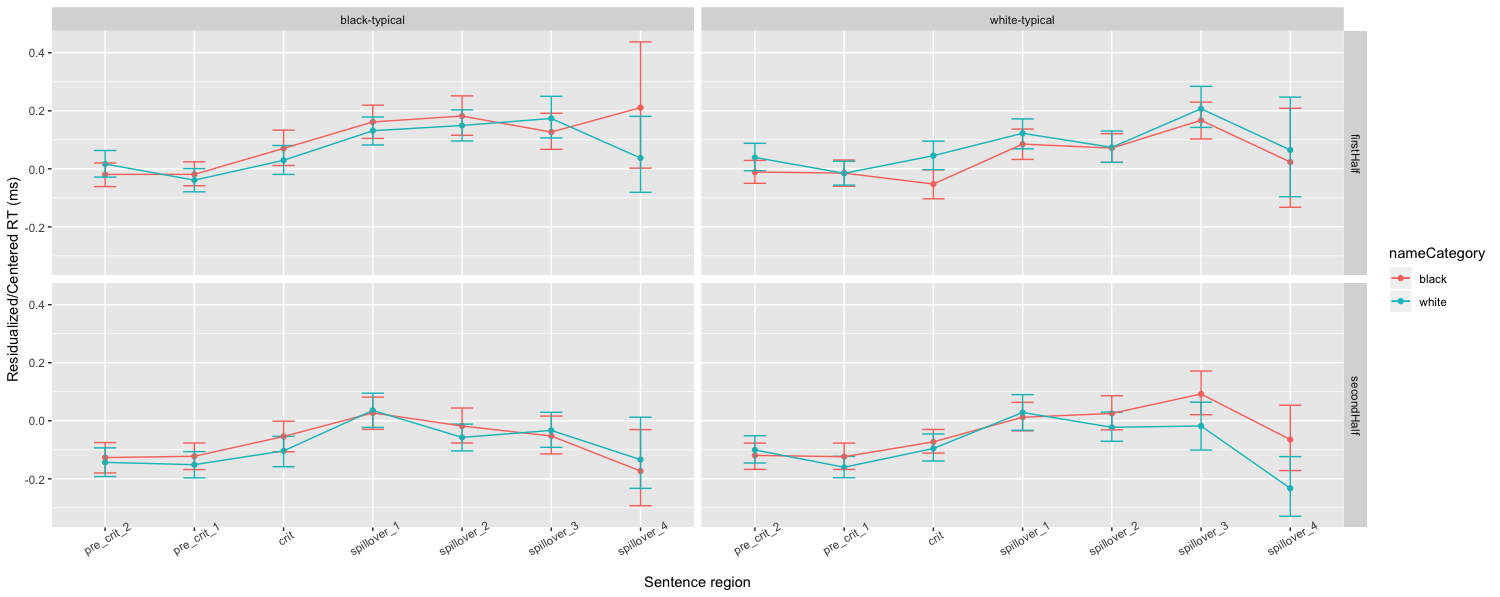 black-typical
white-typical
Residualized/Centered RT (ms)
0.4
0.2
0.0
-0.2
firstHalf
0.4
0.2
0.0
-0.2
secondHalf
pre_crit_2
pre_crit_1
crit
spillover_1
spillover_2
spillover_3
spillover_4
pre_crit_2
pre_crit_1
crit
spillover_1
spillover_2
spillover_3
spillover_4
Sentence region
nameCategory
black
white